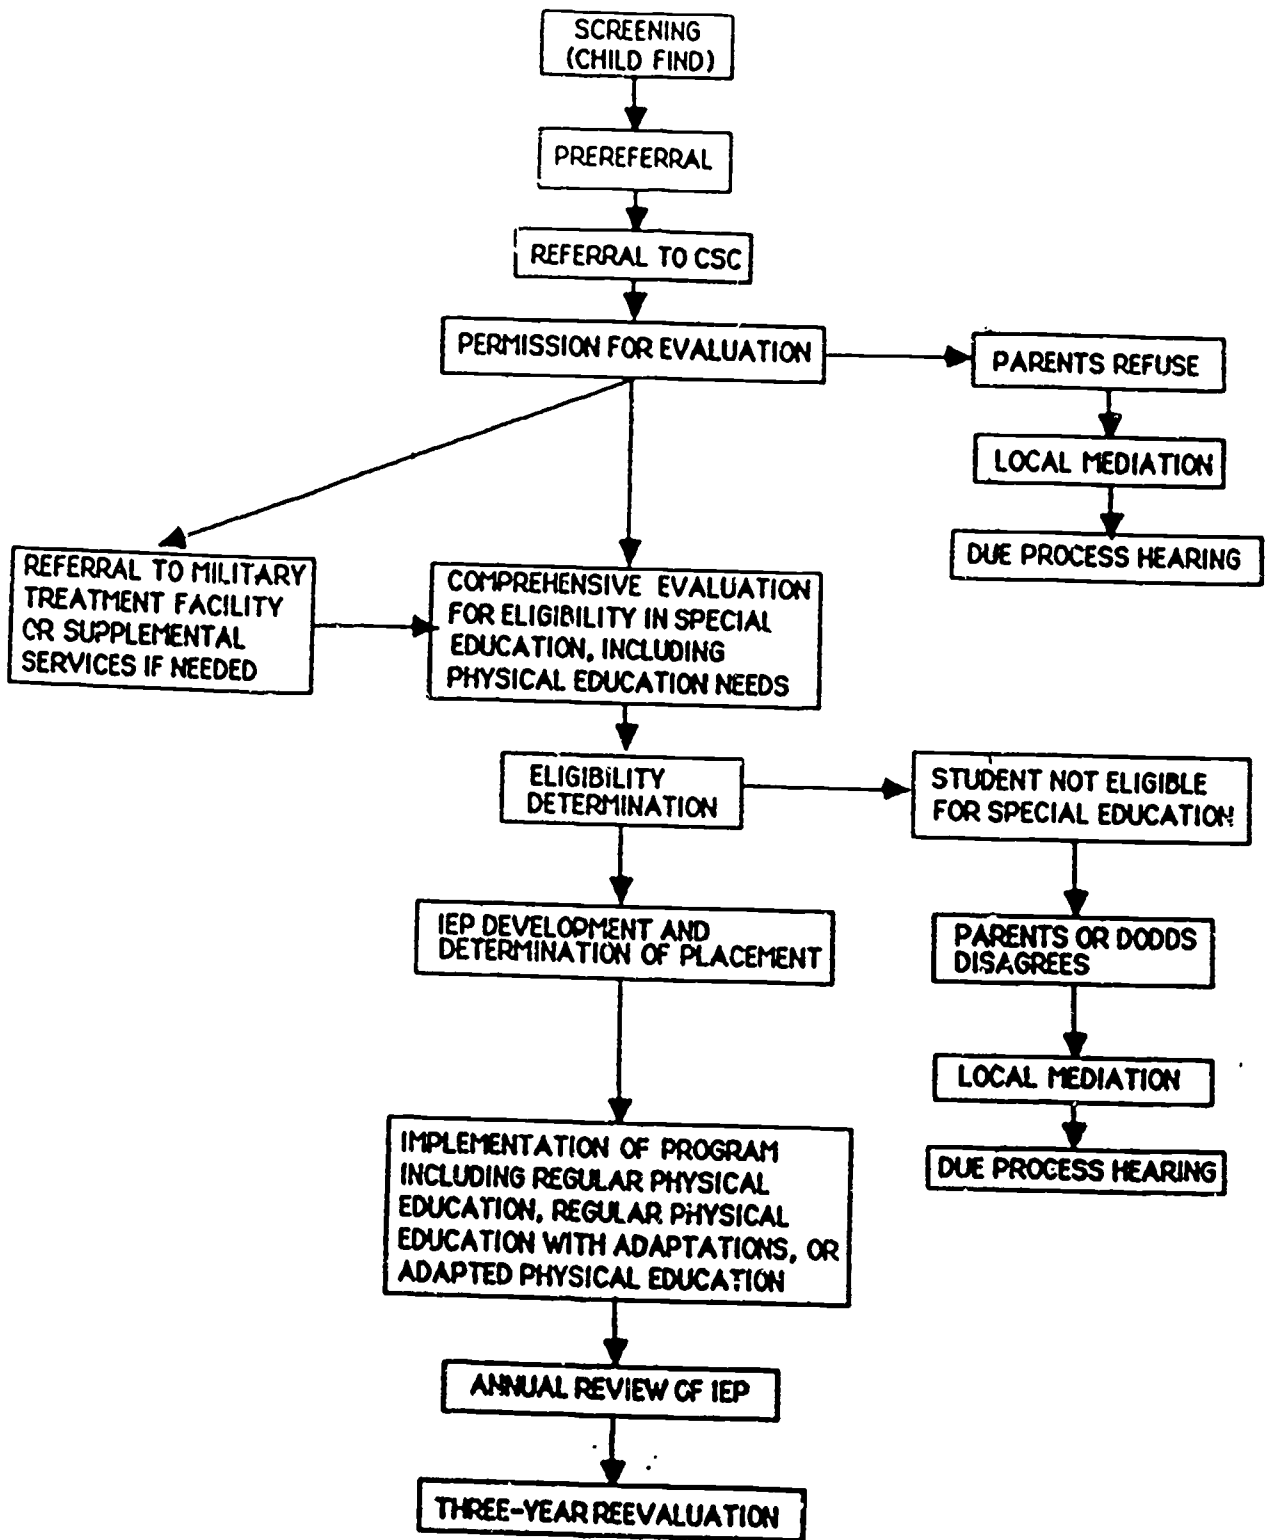 SCREENING
(CHILD FIND)
PREREFERRAL
REFERRAL TO CSC
PERMISSION FOR EVALUATION
PARENTS REFUSE
LOCAL MEDIATION
DUE PROCESS HEARING
REFERRAL TO MILITARY
TREATMENT FACILITY
OR SUPPLEMENTAL
SERVICES IF NEEDED
COMPREHENSIVE EVALUATION
FOR ELIGIBILITY IN SPECIAL
EDUCATION, INCLUDING
PHYSICAL EDUCATION NEEDS
ELIGIBILITY
DETERMINATION
STUDENT NOT ELIGIBLE
FOR SPECIAL EDUCATION
IEP DEVELOPMENT AND
DETERMINATION OF PLACEMENT
PARENTS OR DODDS
DISAGREES
LOCAL MEDIATION
DUE PROCESS HEARING
IMPLEMENTATION OF PROGRAM
INCLUDING REGULAR PHYSICAL
EDUCATION, REGULAR PHYSICAL
EDUCATION WITH ADAPTATIONS, OR
ADAPTED PHYSICAL EDUCATION
ANNUAL REVIEW OF IEP
THREE-YEAR REEVALUATION